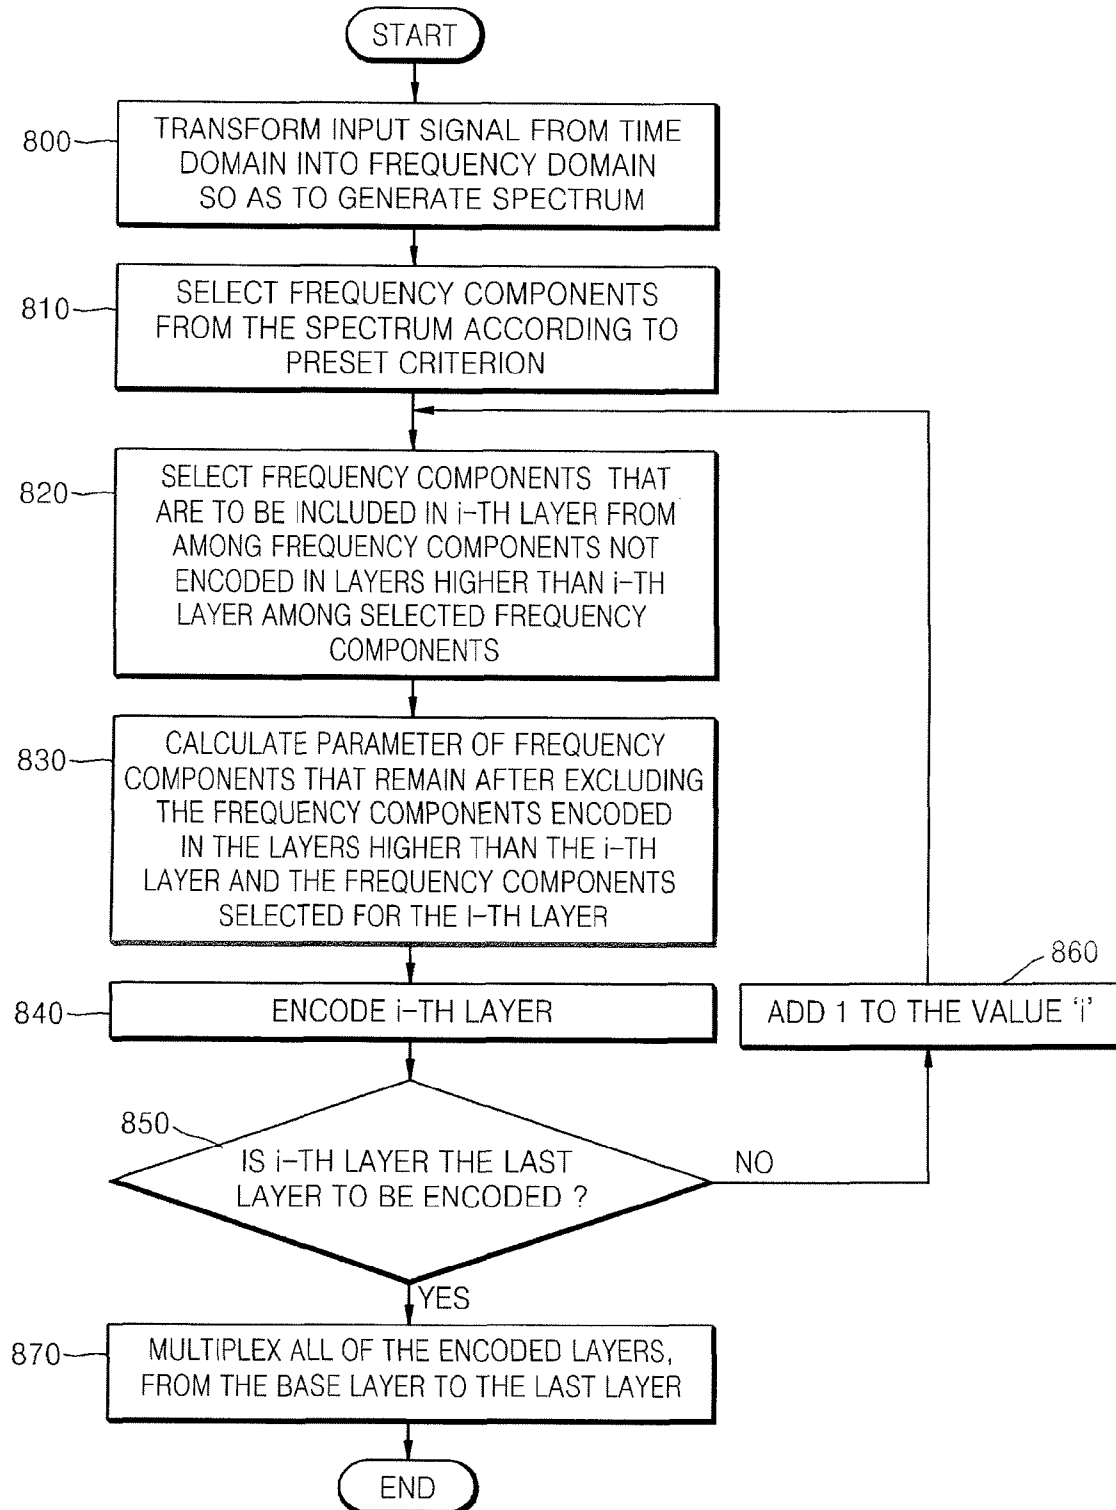 START
800
TRANSFORM INPUT SIGNAL FROM TIME
DOMAIN INTO FREQUENCY DOMAIN
SO AS TO GENERATE SPECTRUM
810
SELECT FREQUENCY COMPONENTS
FROM THE SPECTRUM ACCORDING TO
PRESET CRITERION
820
SELECT FREQUENCY COMPONENTS THAT
ARE TO BE INCLUDED IN i-TH LAYER FROM
AMONG FREQUENCY COMPONENTS NOT
ENCODED IN LAYERS HIGHER THAN i-TH
LAYER AMONG SELECTED FREQUENCY
COMPONENTS
830
CALCULATE PARAMETER OF FREQUENCY
COMPONENTS THAT REMAIN AFTER EXCLUDING
THE FREQUENCY COMPONENTS ENCODED
IN THE LAYERS HIGHER THAN THE i-TH
LAYER AND THE FREQUENCY COMPONENTS
SELECTED FOR THE I-TH LAYER
840
ENCODE i-TH LAYER
860
ADD 1 TO THE VALUE 'i'
850
IS i-TH LAYER THE LAST
LAYER TO BE ENCODED ?
NO
YES
870
MULTIPLEX ALL OF THE ENCODED LAYERS,
FROM THE BASE LAYER TO THE LAST LAYER
END